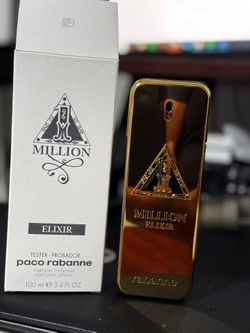 1
MILLION
ELIXIR
TESTER - PROBADOR
paco rabanne
PARFUM INTENSE
NATURAL SPRAY
100 ml ℮ 3.4 FL.OZ
1
MILLION
ELIXIR
rabanne